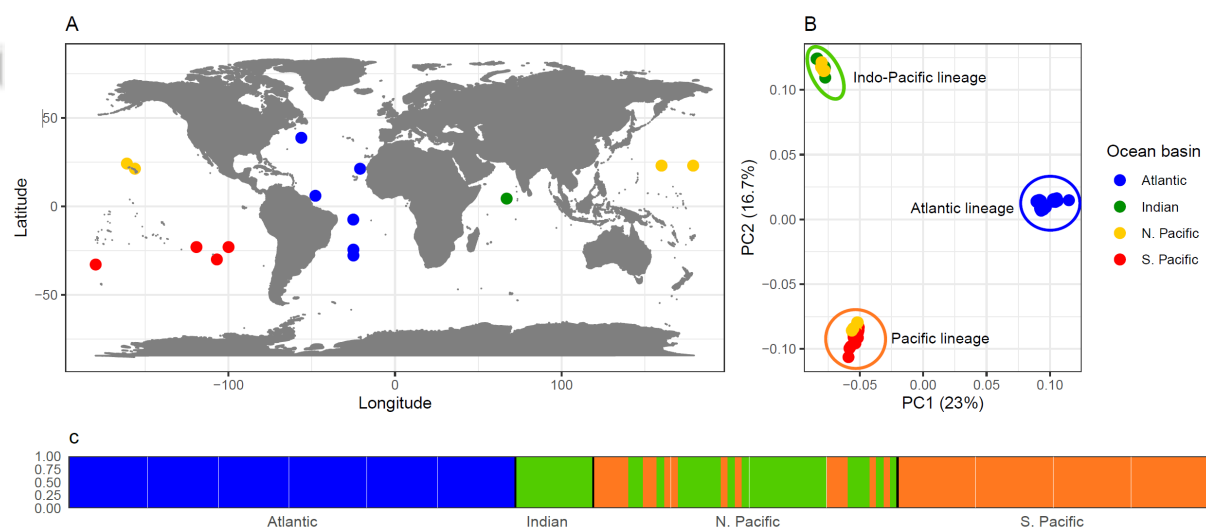 A
B
50
0
−50
−100
0
100
Latitude
Longitude
0.10
0.05
0.00
−0.05
−0.10
−0.05
0.00
0.05
0.10
PC2 (16.7%)
PC1 (23%)
Indo-Pacific lineage
Atlantic lineage
Pacific lineage
Ocean basin
Atlantic
Indian
N. Pacific
S. Pacific
c
1.00
0.75
0.50
0.25
0.00
Atlantic
Indian
N. Pacific
S. Pacific